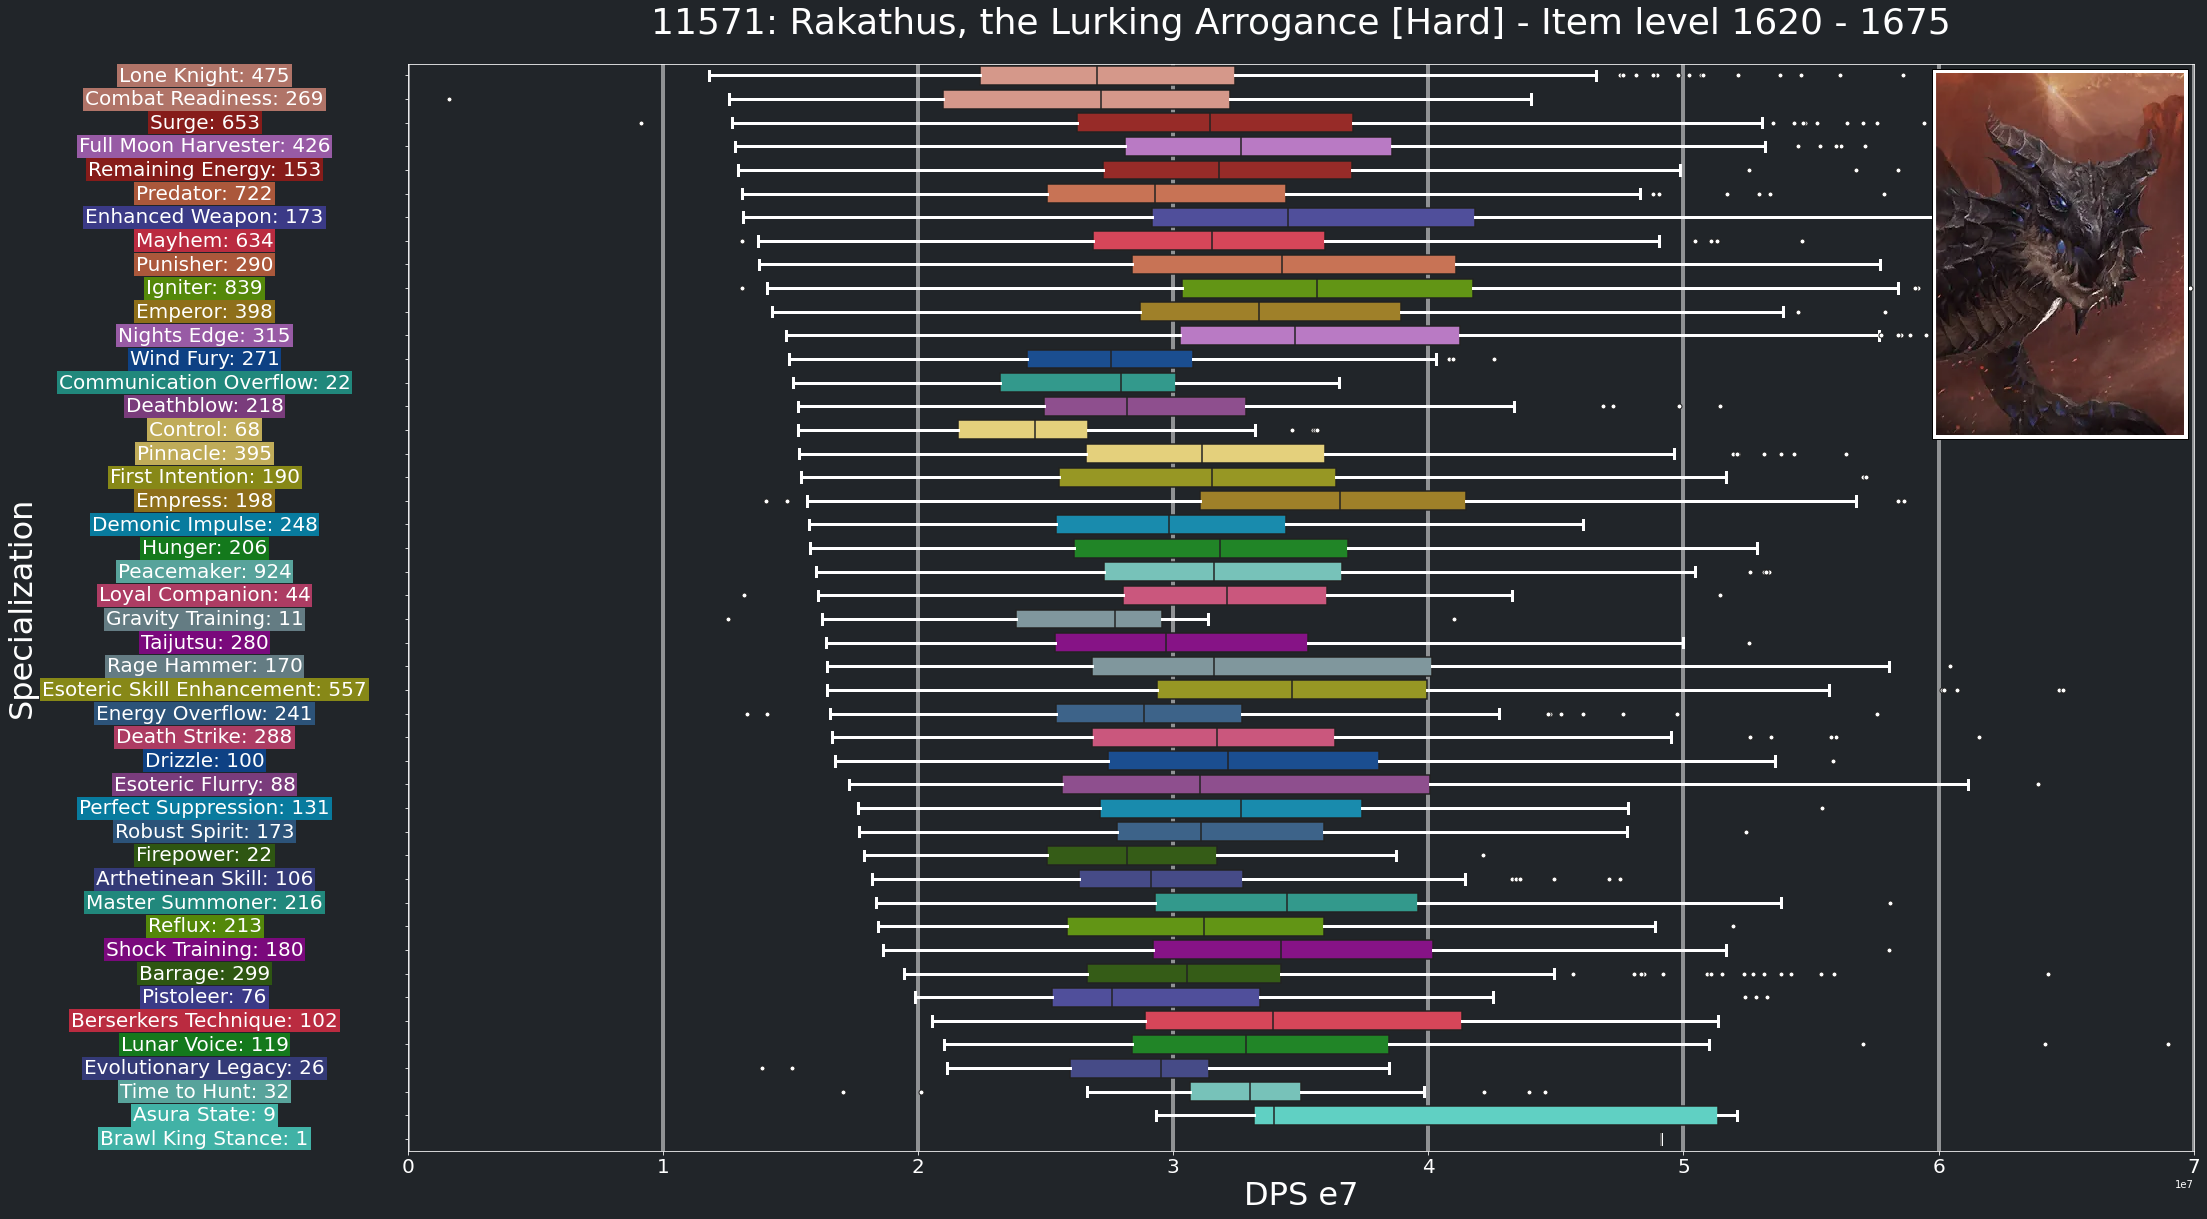 11571: Rakathus, the Lurking Arrogance [Hard] - Item level 1620 - 1675
Lone Knight: 475
Combat Readiness: 269
Surge: 653
Full Moon Harvester: 426
Remaining Energy: 153
Predator: 722
Enhanced Weapon: 173
Mayhem: 634
Punisher: 290
Igniter: 839
Emperor: 398
Nights Edge: 315
Wind Fury: 271
Communication Overflow: 22
Deathblow: 218
Control: 68
Pinnacle: 395
First Intention: 190
Empress: 198
Demonic Impulse: 248
Hunger: 206
Peacemaker: 924
Loyal Companion: 44
Gravity Training: 11
Taijutsu: 280
Rage Hammer: 170
Esoteric Skill Enhancement: 557
Energy Overflow: 241
Death Strike: 288
Drizzle: 100
Esoteric Flurry: 88
Perfect Suppression: 131
Robust Spirit: 173
Firepower: 22
Arthetinean Skill: 106
Master Summoner: 216
Reflux: 213
Shock Training: 180
Barrage: 299
Pistoleer: 76
Berserkers Technique: 102
Lunar Voice: 119
Evolutionary Legacy: 26
Time to Hunt: 32
Asura State: 9
Brawl King Stance: 1
Specialization
0 1 2 3 4 5 6 7
DPS e7
1e7